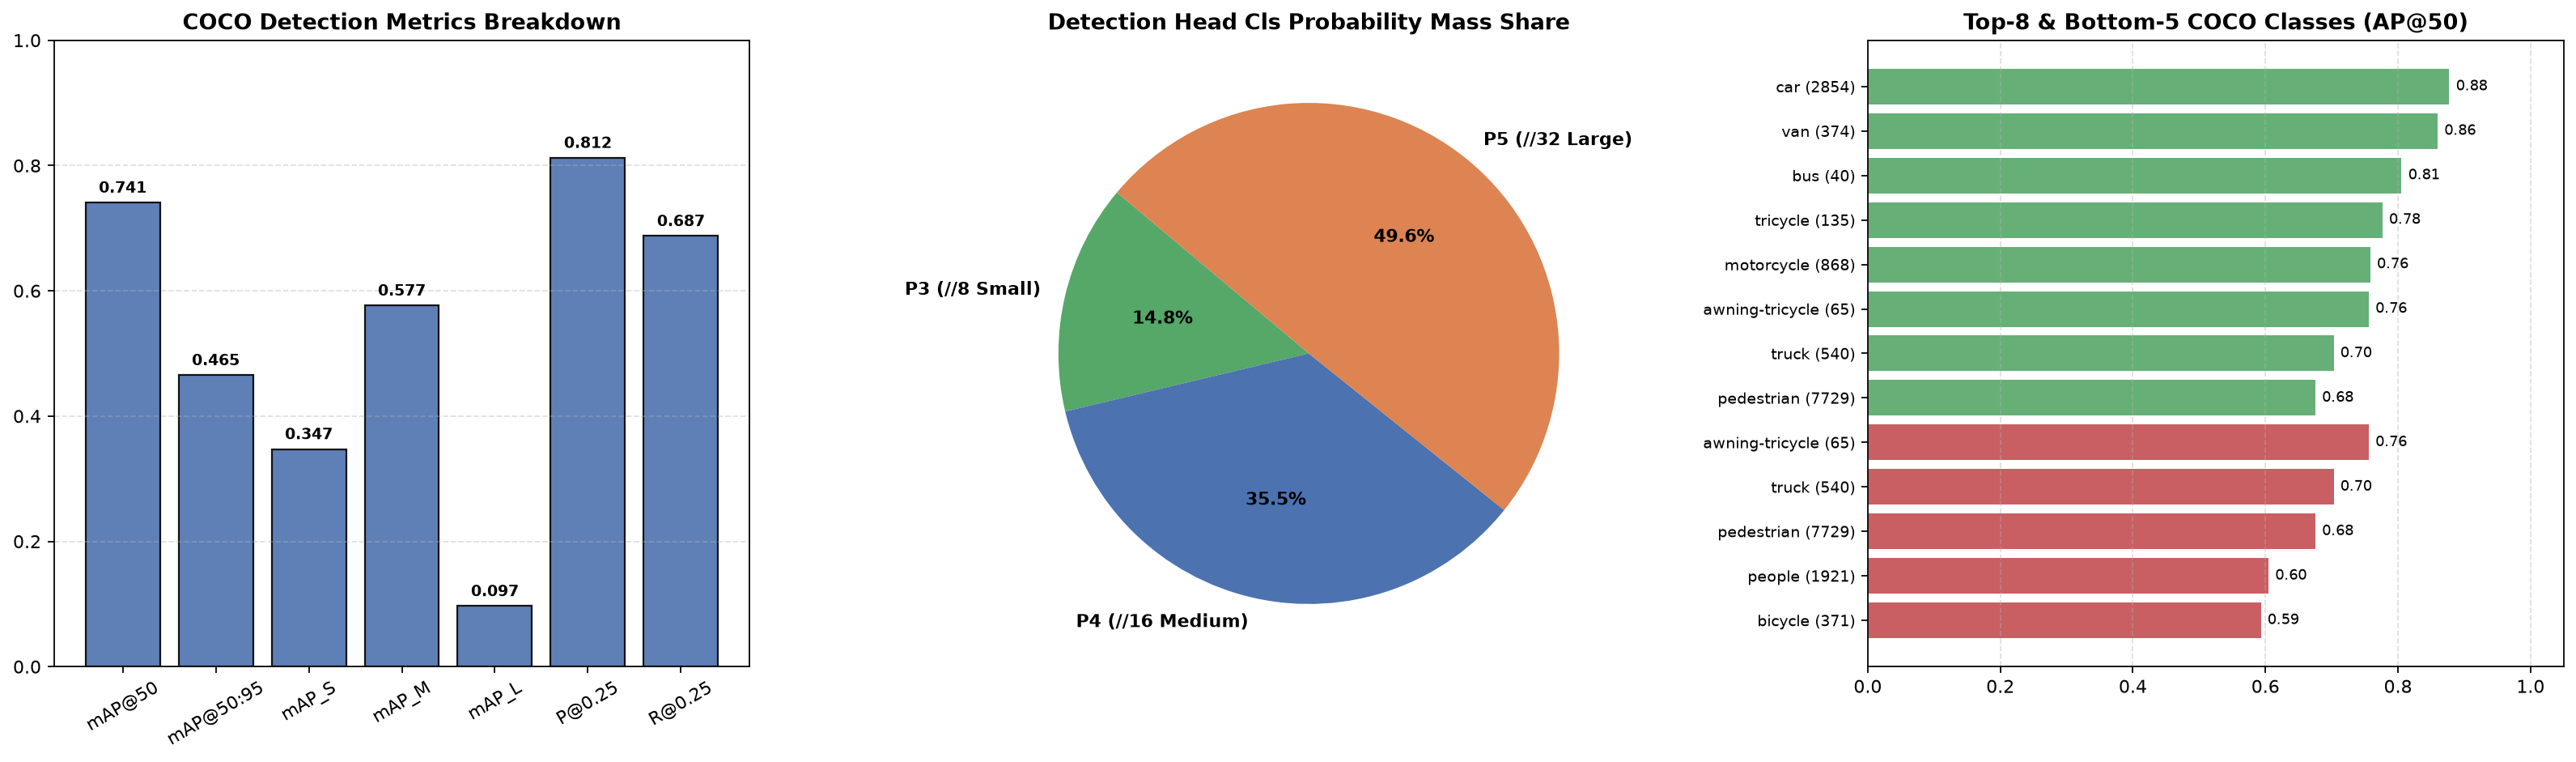 COCO Detection Metrics Breakdown
1.0
0.8
0.6
0.4
0.2
0.0
0.741
0.465
0.347
0.577
0.097
0.812
0.687
mAP@50
mAP@50:95
mAP_S
mAP_M
mAP_L
P@0.25
R@0.25
Detection Head Cls Probability Mass Share
P5 (//32 Large)
49.6%
P3 (//8 Small)
14.8%
35.5%
P4 (//16 Medium)
Top-8 & Bottom-5 COCO Classes (AP@50)
car (2854) 0.88
van (374) 0.86
bus (40) 0.81
tricycle (135) 0.78
motorcycle (868) 0.76
awning-tricycle (65) 0.76
truck (540) 0.70
pedestrian (7729) 0.68
awning-tricycle (65) 0.76
truck (540) 0.70
pedestrian (7729) 0.68
people (1921) 0.60
bicycle (371) 0.59
0.0 0.2 0.4 0.6 0.8 1.0